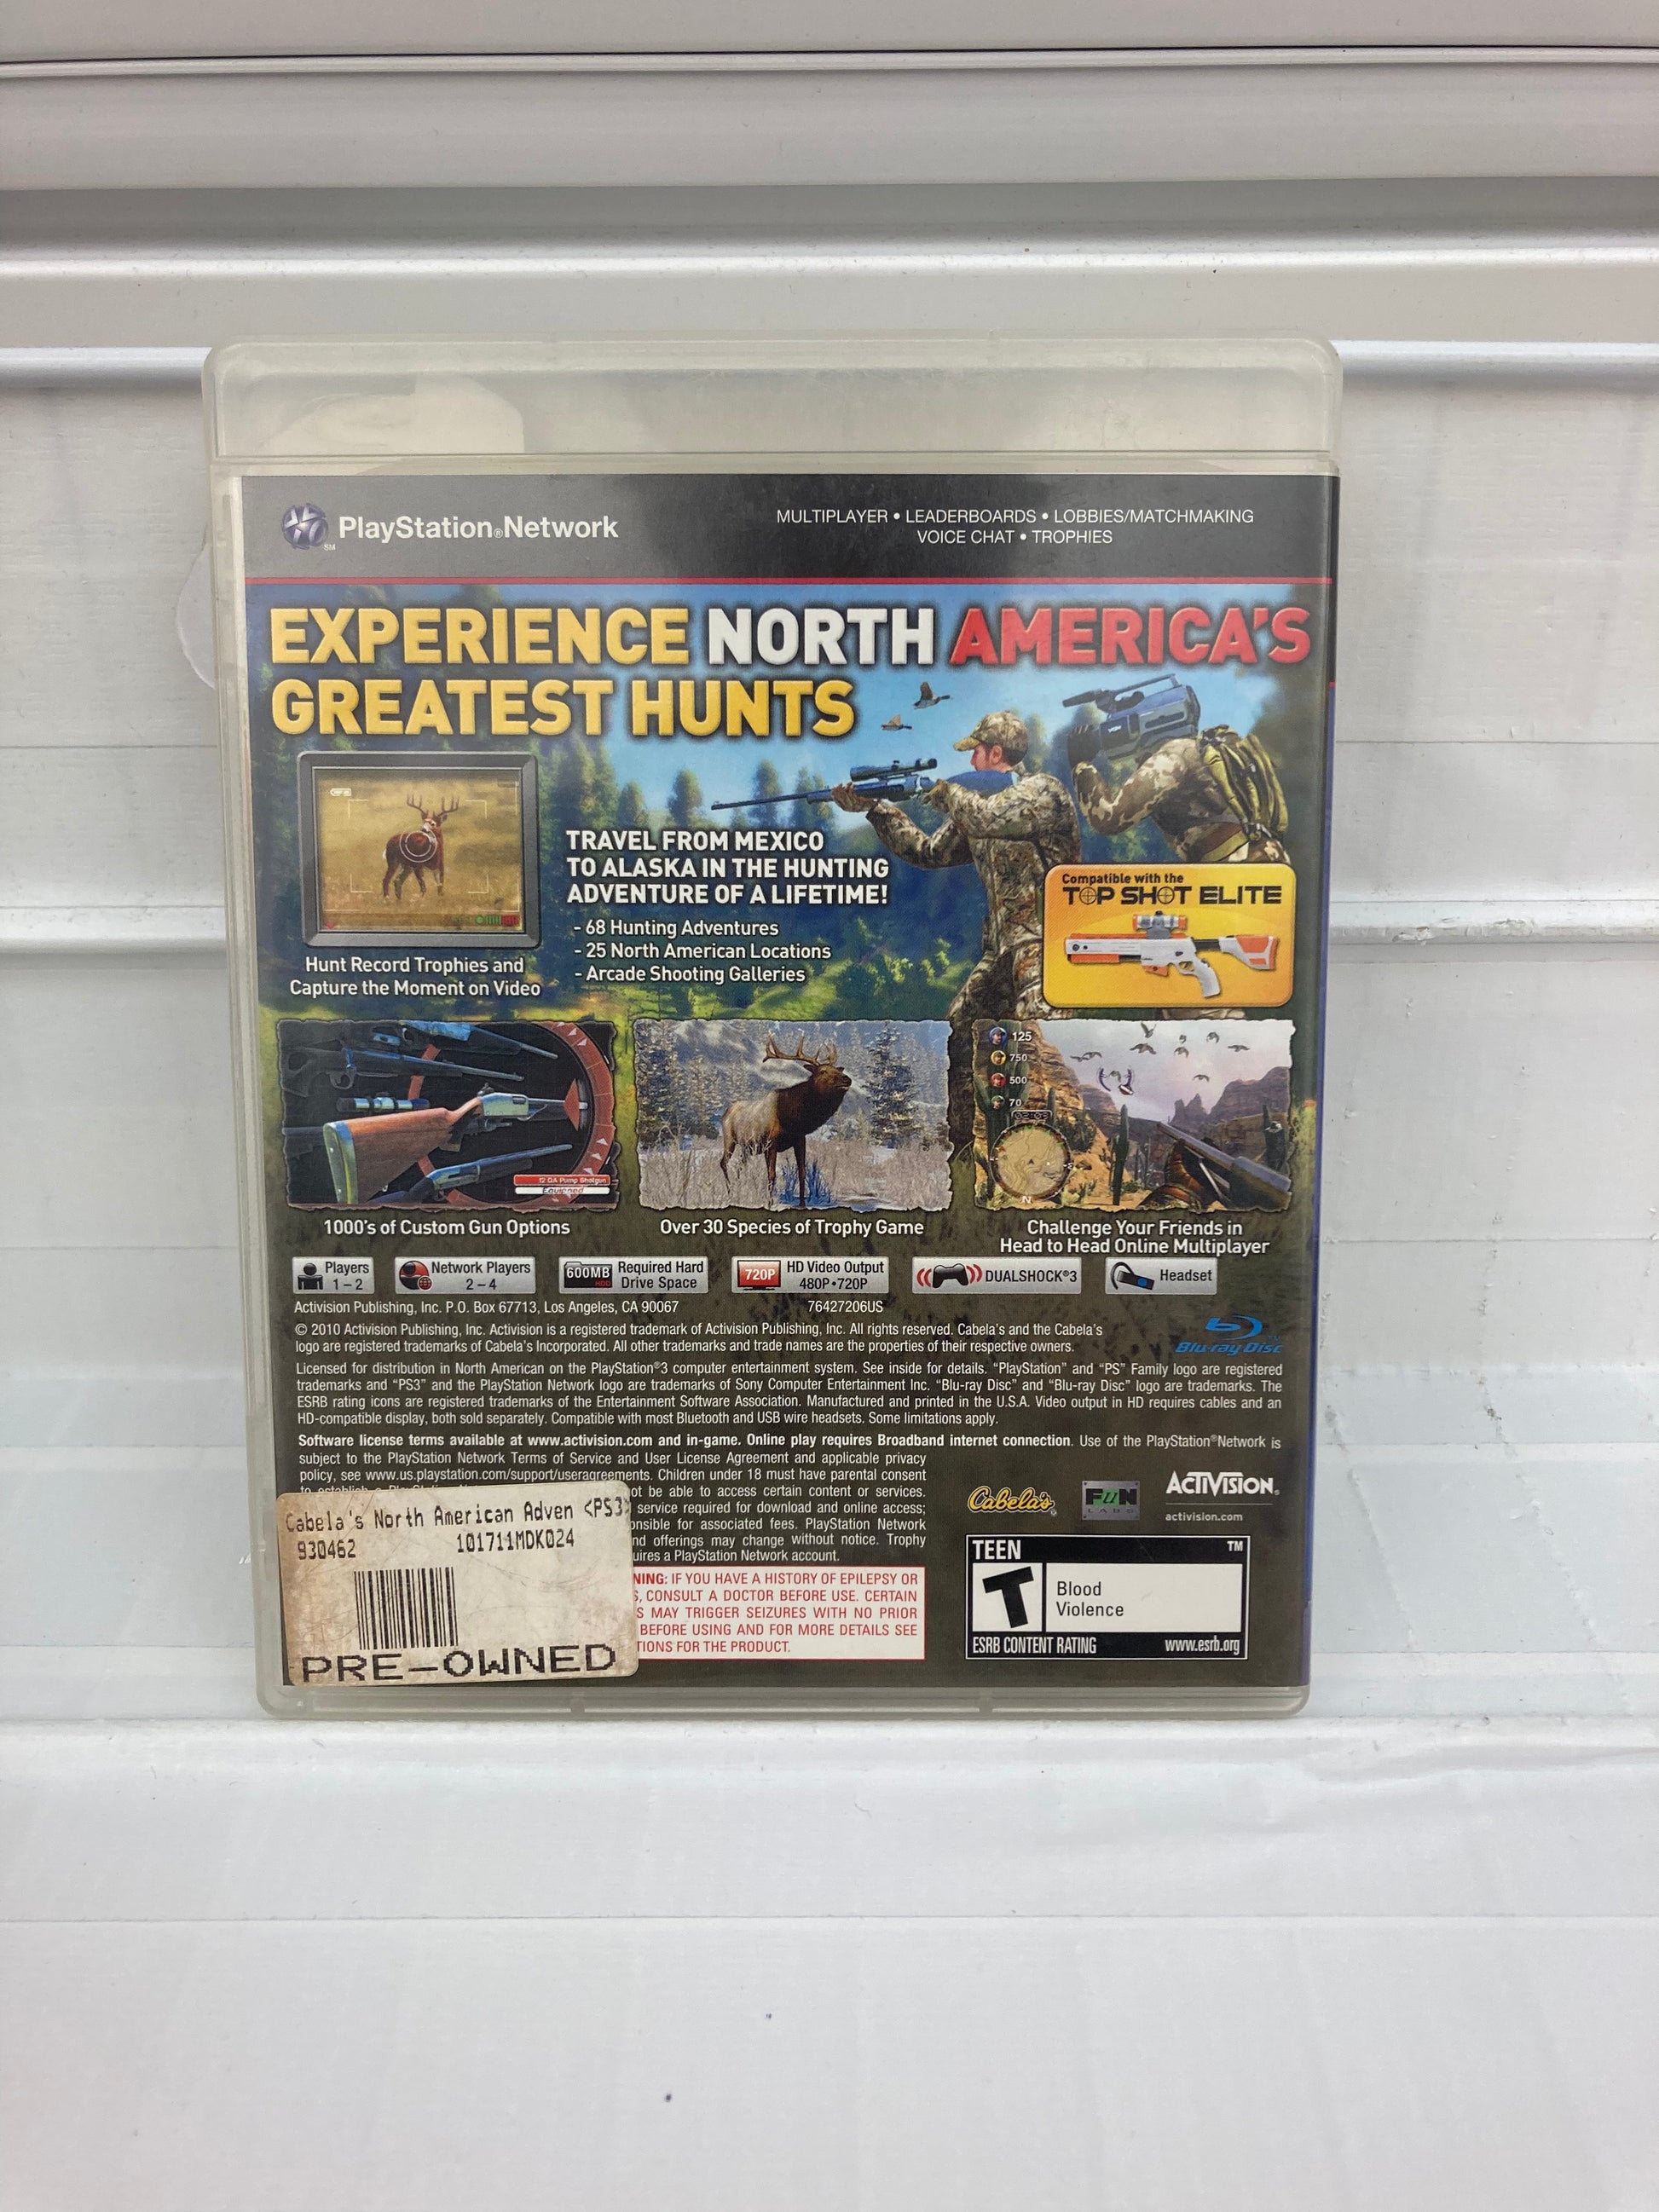 PlayStation®Network
SM
MULTIPLAYER • LEADERBOARDS • LOBBIES/MATCHMAKING
VOICE CHAT • TROPHIES
EXPERIENCE NORTH AMERICA'S
GREATEST HUNTS
TRAVEL FROM MEXICO
TO ALASKA IN THE HUNTING
ADVENTURE OF A LIFETIME!
- 68 Hunting Adventures
- 25 North American Locations
- Arcade Shooting Galleries
Hunt Record Trophies and
Capture the Moment on Video
Compatible with the
TOP SHOT ELITE
12 GA Pump Shotgun
Equipped
125
750
500
70
N
1000's of Custom Gun Options
Over 30 Species of Trophy Game
Challenge Your Friends in
Head to Head Online Multiplayer
Players
1 – 2
Network Players
2 – 4
600MB
HDD
Required Hard
Drive Space
720P
HD Video Output
480P•720P
DUALSHOCK®3
Headset
Activision Publishing, Inc. P.O. Box 67713, Los Angeles, CA 90067
76427206US
© 2010 Activision Publishing, Inc. Activision is a registered trademark of Activision Publishing, Inc. All rights reserved. Cabela's and the Cabela's
logo are registered trademarks of Cabela's Incorporated. All other trademarks and trade names are the properties of their respective owners.
Blu-ray Disc
Licensed for distribution in North American on the PlayStation®3 computer entertainment system. See inside for details. "PlayStation" and "PS" Family logo are registered
trademarks and "PS3" and the PlayStation Network logo are trademarks of Sony Computer Entertainment Inc. "Blu-ray Disc" and "Blu-ray Disc" logo are trademarks. The
ESRB rating icons are registered trademarks of the Entertainment Software Association. Manufactured and printed in the U.S.A. Video output in HD requires cables and an
HD-compatible display, both sold separately. Compatible with most Bluetooth and USB wire headsets. Some limitations apply.
Software license terms available at www.activision.com and in-game. Online play requires Broadband internet connection. Use of the PlayStation®Network is
subject to the PlayStation Network Terms of Service and User License Agreement and applicable privacy
policy, see www.us.playstation.com/support/useragreements. Children under 18 must have parental consent
ot be able to access certain content or services.
service required for download and online access;
onsible for associated fees. PlayStation Network
nd offerings may change without notice. Trophy
uires a PlayStation Network account.
NING: IF YOU HAVE A HISTORY OF EPILEPSY OR
S, CONSULT A DOCTOR BEFORE USE. CERTAIN
S MAY TRIGGER SEIZURES WITH NO PRIOR
BEFORE USING AND FOR MORE DETAILS SEE
TIONS FOR THE PRODUCT.
Cabela's North American Adven <PS3>
930462
101711MDK024
PRE-OWNED
Cabela's
FUN
LABS
ACTIVISION®
activision.com
TEEN
TM
T
Blood
Violence
ESRB CONTENT RATING
www.esrb.org